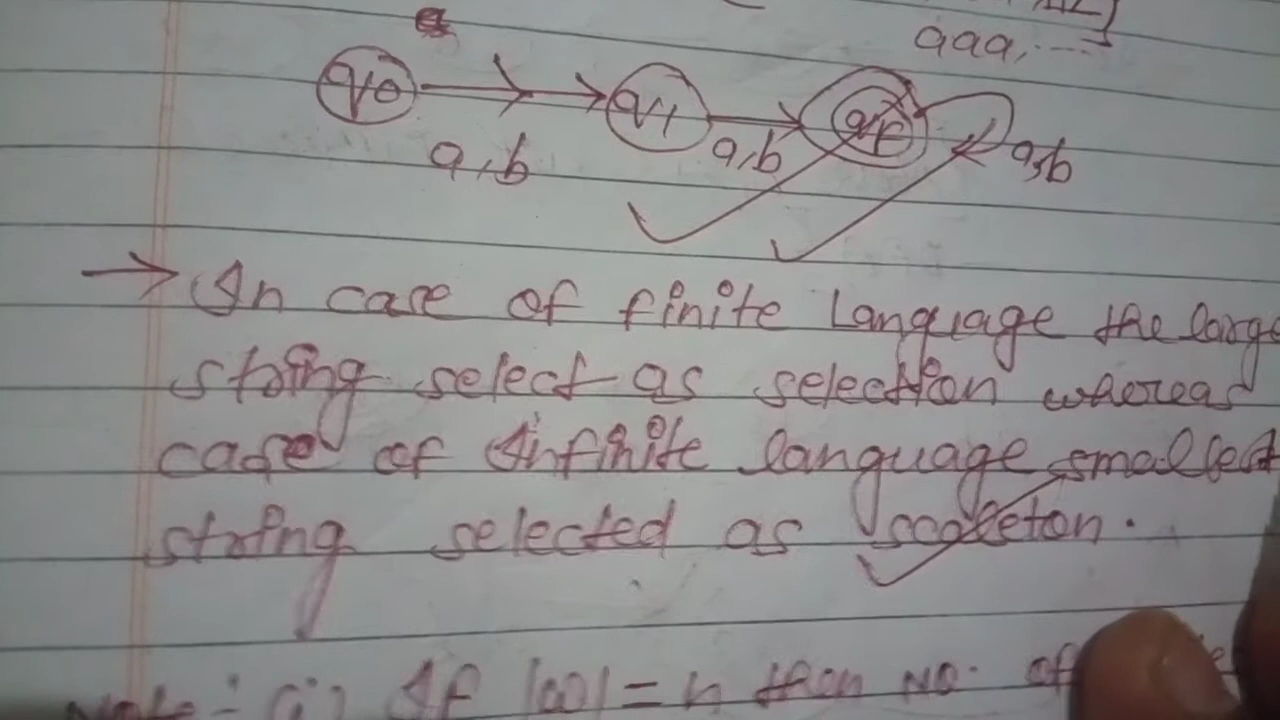 aaa, ....
q0 q1 qf
a,b a,b a,b
→ In case of finite Language the large
string select as selection whereas
case of Infinite language smallest
string selected as scaleton.
Note :- (i) If |ω| = n then No. of